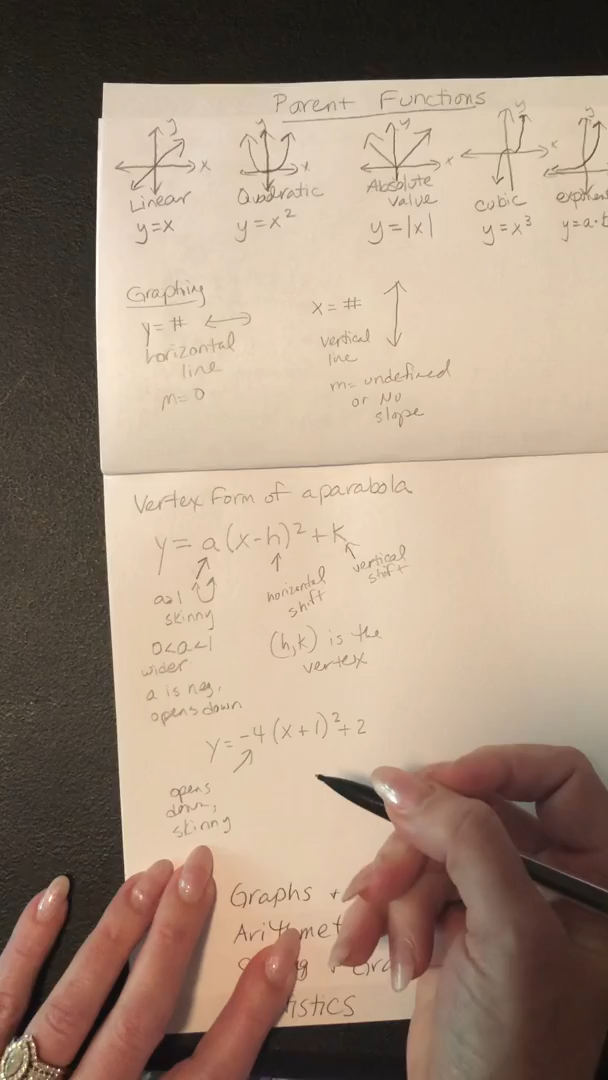 Parent Functions
y y y y y
x x x x
Linear Quadratic Absolute value cubic
y=x y=x² y=|x| y=x³ y=a·b
Graphing
y=# x=#
horizontal line vertical line
m=0 m= undefined
or No
slope
Vertex Form of a parabola
y=a(x-h)²+k
a>1 horizontal shift vertical shift
skinny
0<a<1 (h,k) is the
wider vertex
a is neg,
opens down
y=-4(x+1)²+2
opens
down,
skinny
Graphs +